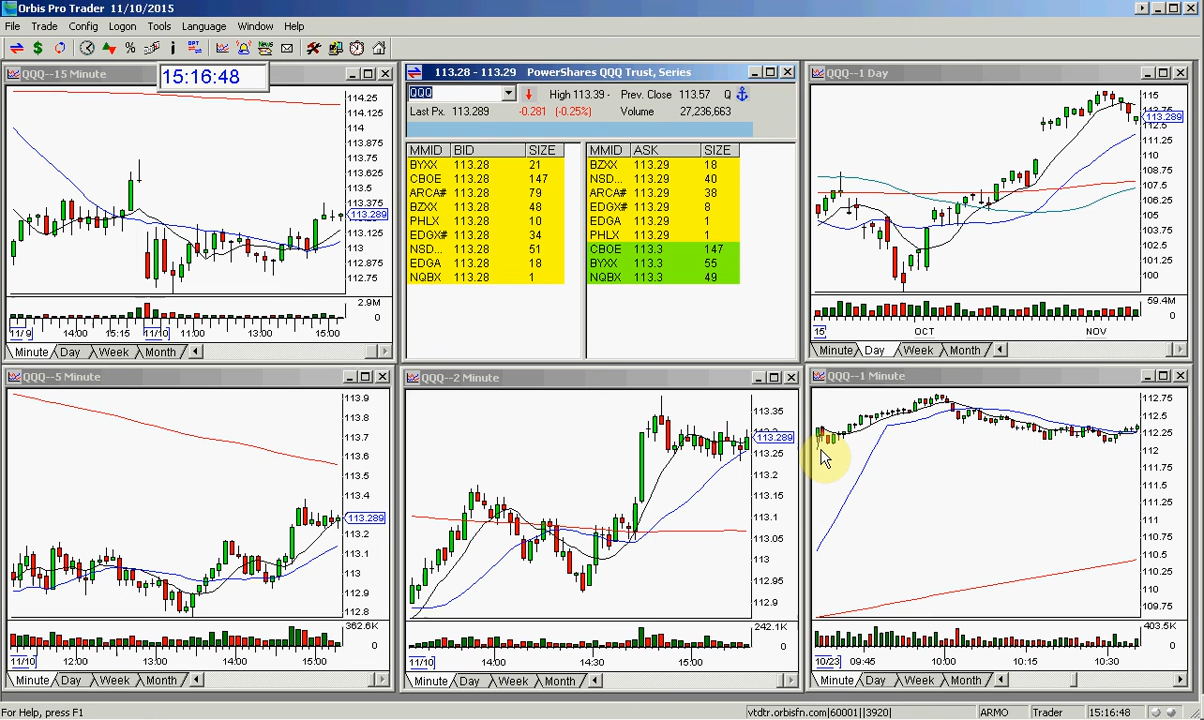 Orbis Pro Trader 11/10/2015
File Trade Config Logon Tools Language Window Help
QQQ--15 Minute
15:16:48
114.25
114.125
114
113.875
113.75
113.625
113.5
113.375
113.289
113.125
113
112.875
112.75
2.9M
0
11/9 14:00 15:15 11/10 11:00 13:00 15:00
Minute Day Week Month
113.28 - 113.29 PowerShares QQQ Trust, Series
QQQ High 113.39 - Prev. Close 113.57 Q
Last Px. 113.289 -0.281 (-0.25%) Volume 27,236,663
MMID BID SIZE MMID ASK SIZE
BYXX 113.28 21 BZXX 113.29 18
CBOE 113.28 147 NSD... 113.29 40
ARCA# 113.28 79 ARCA# 113.29 38
BZXX 113.28 48 EDGX# 113.29 8
PHLX 113.28 10 EDGA 113.29 1
EDGX# 113.28 34 PHLX 113.29 1
NSD... 113.28 51 CBOE 113.3 147
EDGA 113.28 18 BYXX 113.3 55
NQBX 113.28 1 NQBX 113.3 49
QQQ--1 Day
115
113.289
112.5
110
108.75
107.5
106.25
105
103.75
102.5
101.25
100
59.4M
0
15 OCT NOV
Minute Day Week Month
QQQ--5 Minute
113.9
113.8
113.7
113.6
113.5
113.4
113.289
113.2
113.1
113
112.9
112.8
362.6K
0
11/10 12:00 13:00 14:00 15:00
Minute Day Week Month
QQQ--2 Minute
113.35
113.289
113.25
113.2
113.15
113.1
113.05
113
112.95
112.9
242.1K
0
11/10 14:00 14:30 15:00
Minute Day Week Month
QQQ--1 Minute
112.75
112.5
112.25
112
111.75
111.5
111.25
111
110.75
110.5
110.25
110
109.75
403.5K
0
10/23 09:45 10:00 10:15 10:30
Minute Day Week Month
For Help, press F1
vtdtr.orbisfn.com|60001||3920| ARMO Trader 15:16:48